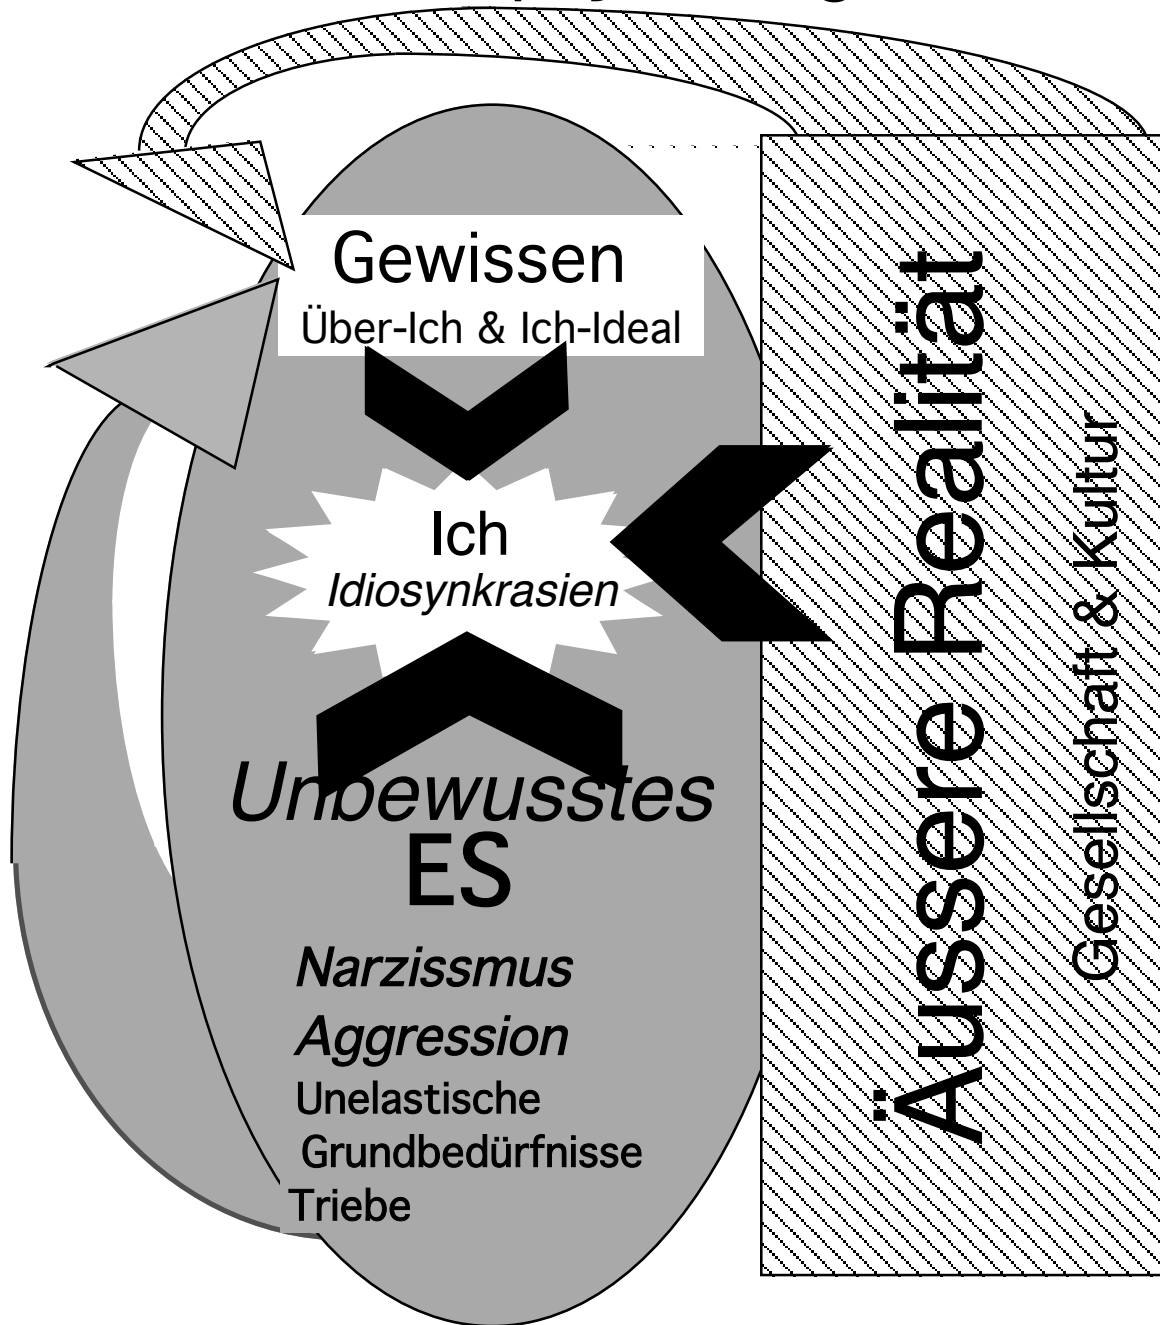 Gewissen
Über-Ich & Ich-Ideal
Ich
Idiosynkrasien
Unbewusstes
ES
Narzissmus
Aggression
Unelastische
Grundbedürfnisse
Triebe
Äussere Realität
Gesellschaft & Kultur